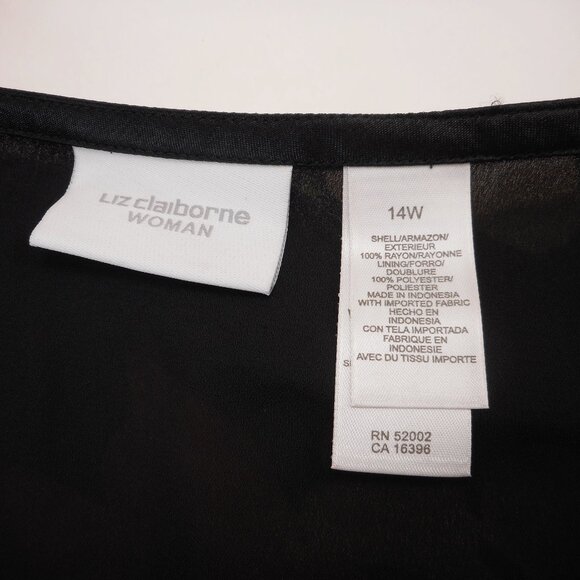 LIZ claiborne
WOMAN
14W
SHELL/ARMAZON/
EXTERIEUR
100% RAYON/RAYONNE
LINING/FORRO/
DOUBLURE
100% POLYESTER/
POLIESTER
MADE IN INDONESIA
WITH IMPORTED FABRIC
HECHO EN
INDONESIA
CON TELA IMPORTADA
FABRIQUE EN
INDONESIE
AVEC DU TISSU IMPORTE
RN 52002
CA 16396